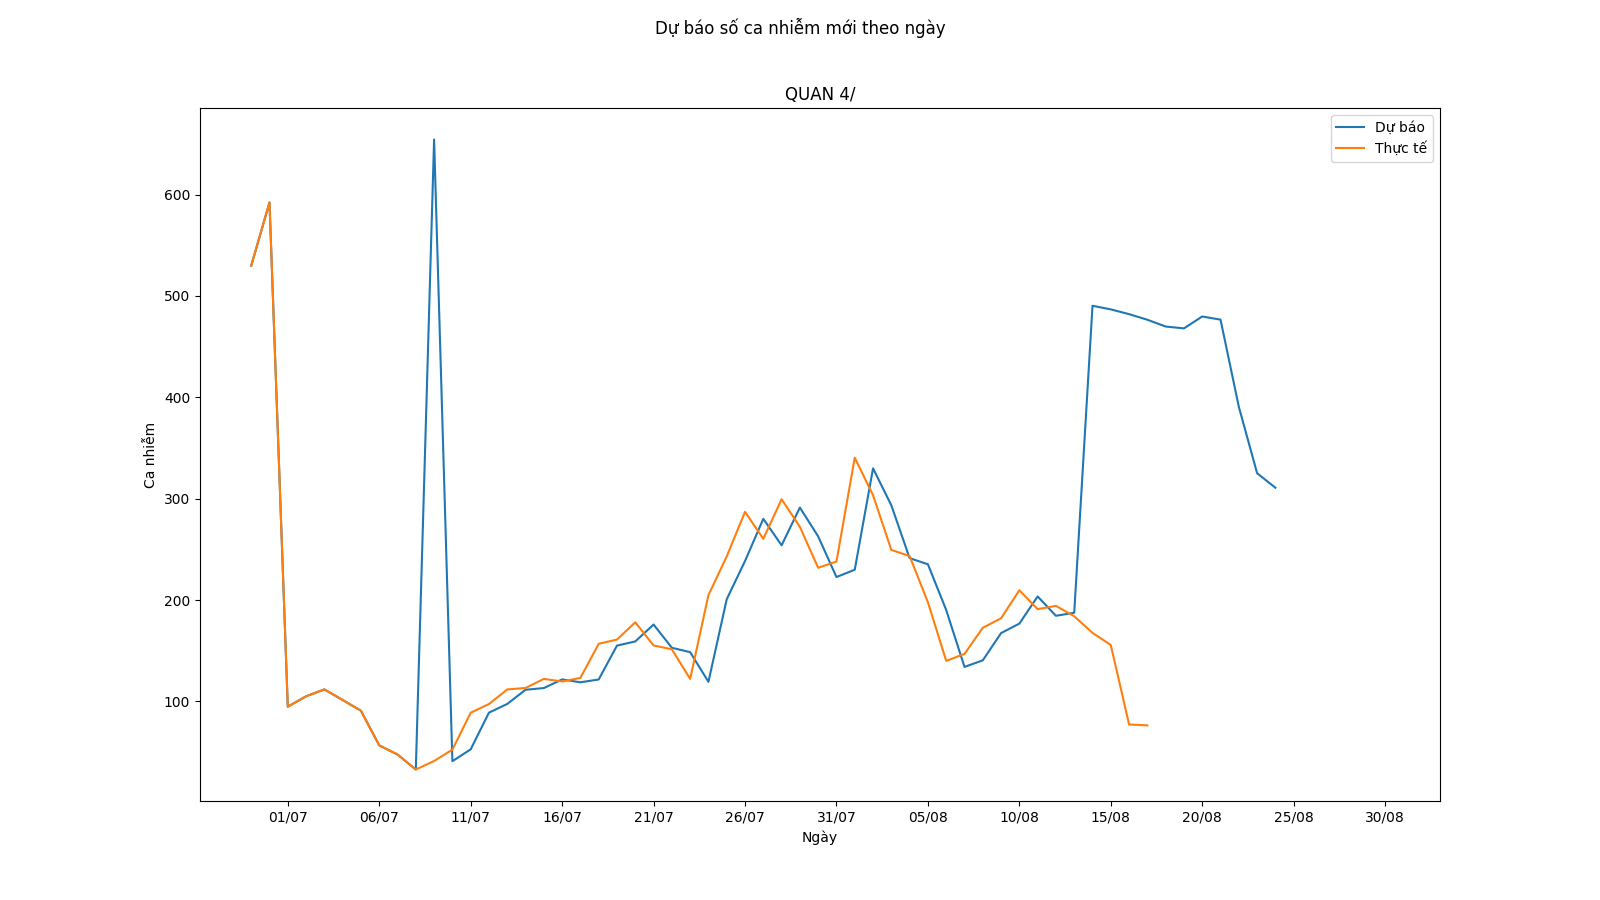 Dự báo số ca nhiễm mới theo ngày
QUAN 4/
Dự báo
Thực tế
600
500
400
300
200
100
Ca nhiễm
01/07 06/07 11/07 16/07 21/07 26/07 31/07 05/08 10/08 15/08 20/08 25/08 30/08
Ngày